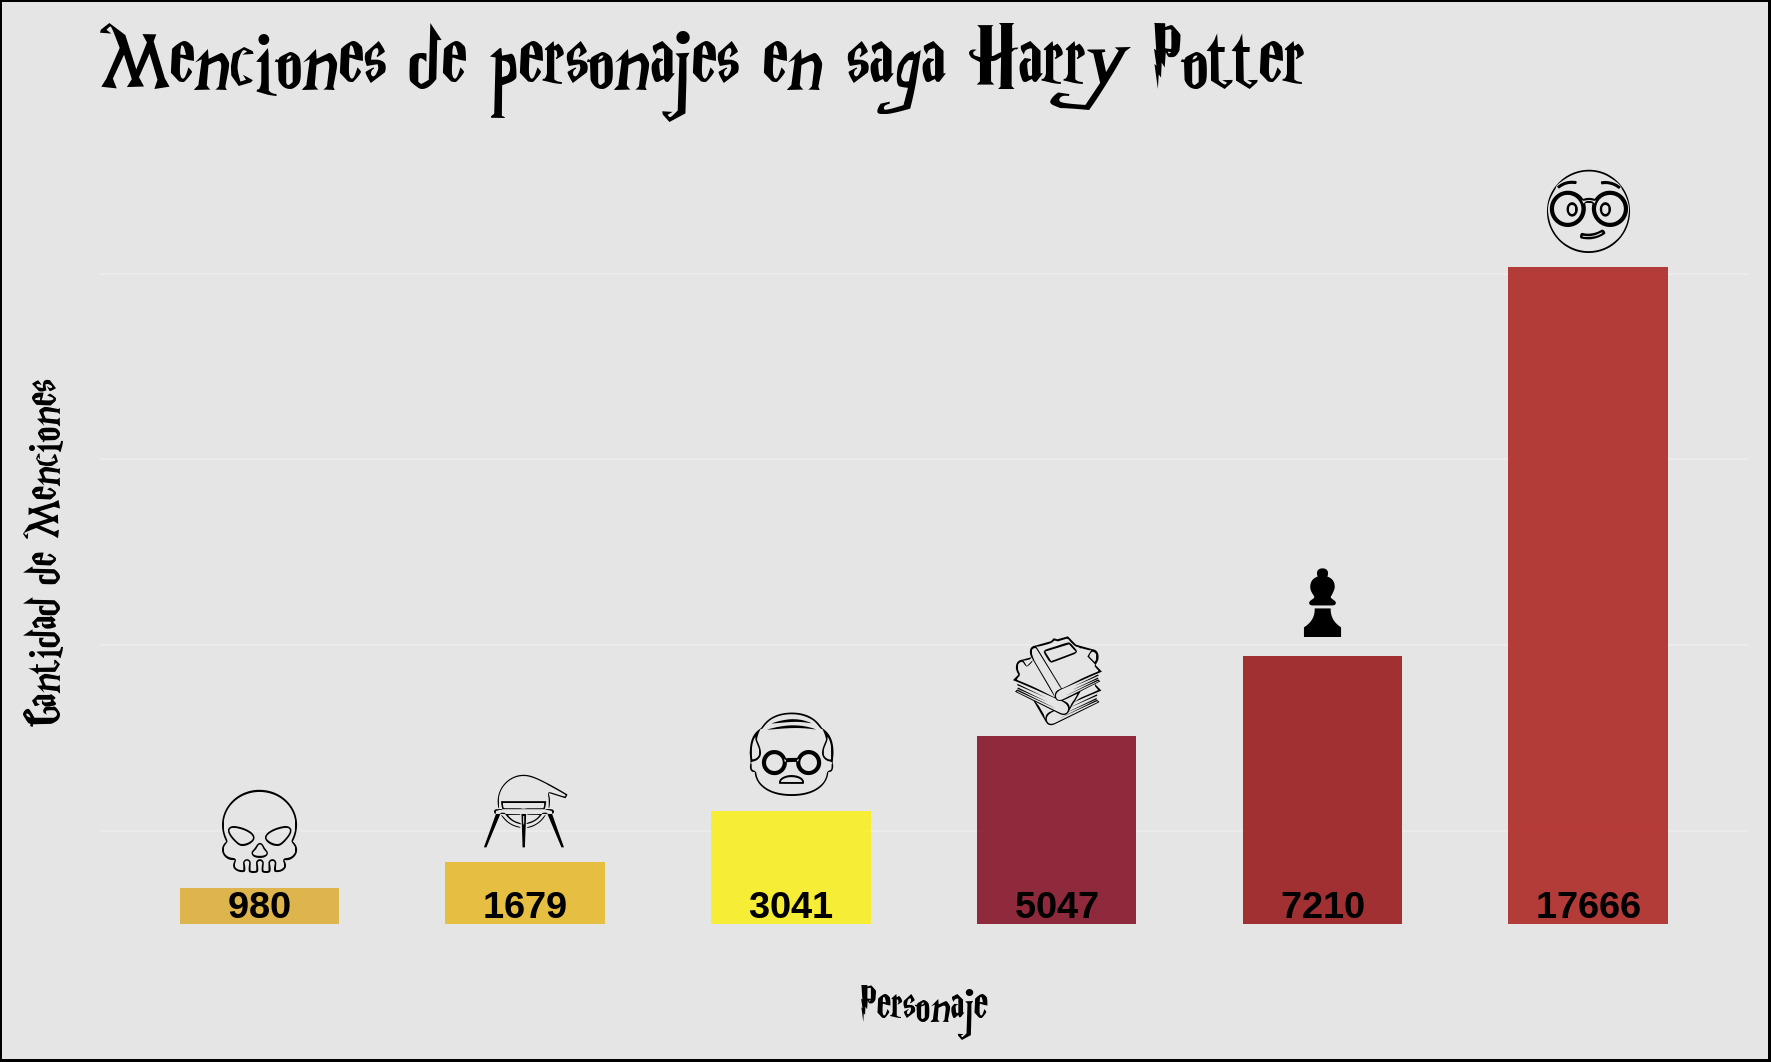 Menciones de personajes en saga Harry Potter
Cantidad de Menciones
980
1679
3041
5047
7210
17666
Personaje